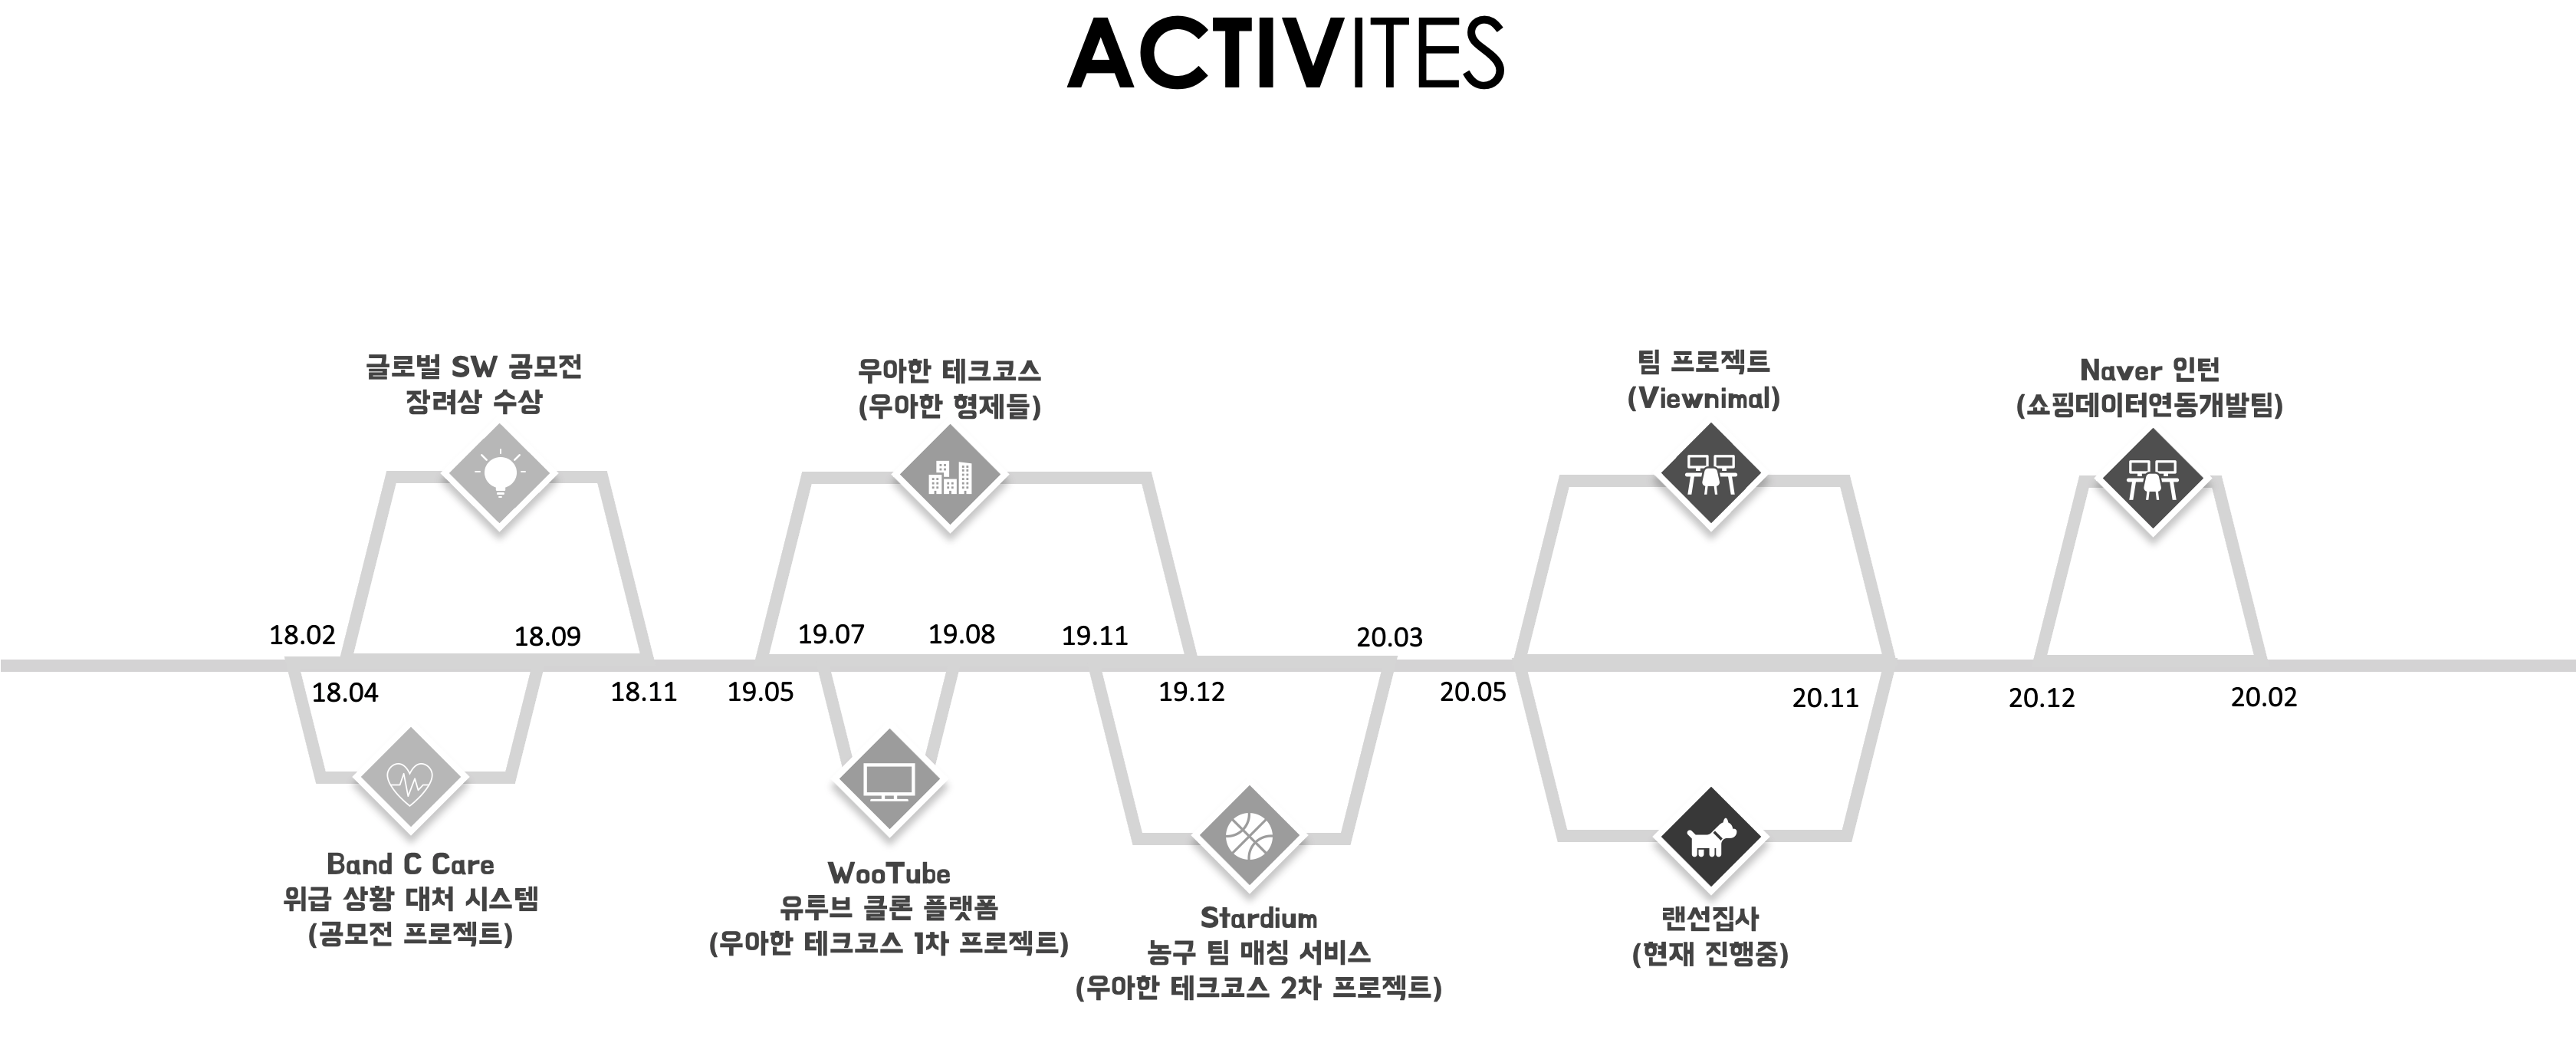 ACTIVITES
글로벌 SW 공모전
장려상 수상
우아한 테크코스
(우아한 형제들)
팀 프로젝트
(Viewnimal)
Naver 인턴
(쇼핑데이터연동개발팀)
18.02
18.09
19.07
19.08
19.11
20.03
18.04
18.11
19.05
19.12
20.05
20.11
20.12
20.02
Band C Care
위급 상황 대처 시스템
(공모전 프로젝트)
WooTube
유투브 클론 플랫폼
(우아한 테크코스 1차 프로젝트)
Stardium
농구 팀 매칭 서비스
(우아한 테크코스 2차 프로젝트)
랜선집사
(현재 진행중)